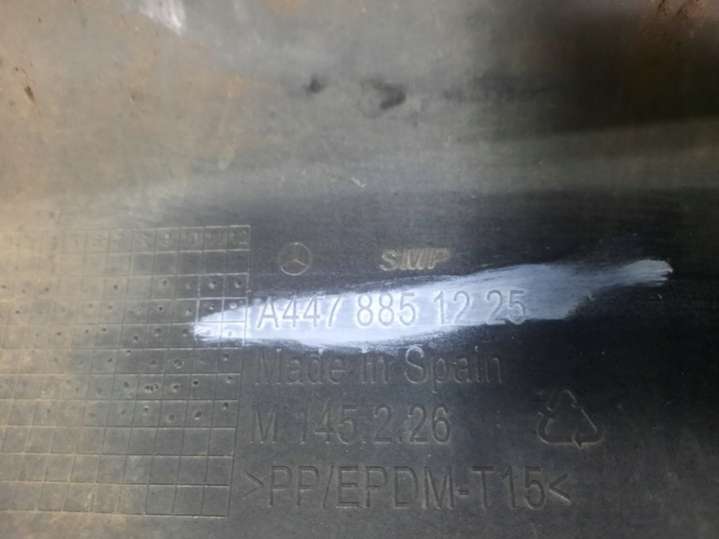 SMP
A447 885 12 25
Made in Spain
M.145.2.26
>PP/EPDM-T15<